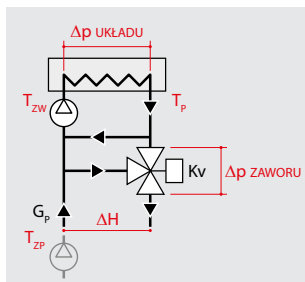 Δp UKŁADU
T_ZW
T_P
Kv
Δp ZAWORU
G_P
ΔH
T_ZP